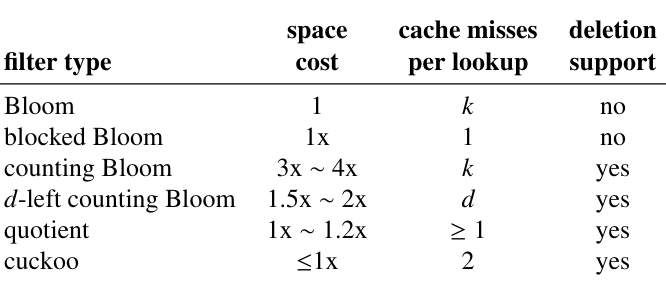 space cache misses deletion
filter type cost per lookup support
Bloom 1 k no
blocked Bloom 1x 1 no
counting Bloom 3x ∼ 4x k yes
d-left counting Bloom 1.5x ∼ 2x d yes
quotient 1x ∼ 1.2x ≥ 1 yes
cuckoo ≤1x 2 yes